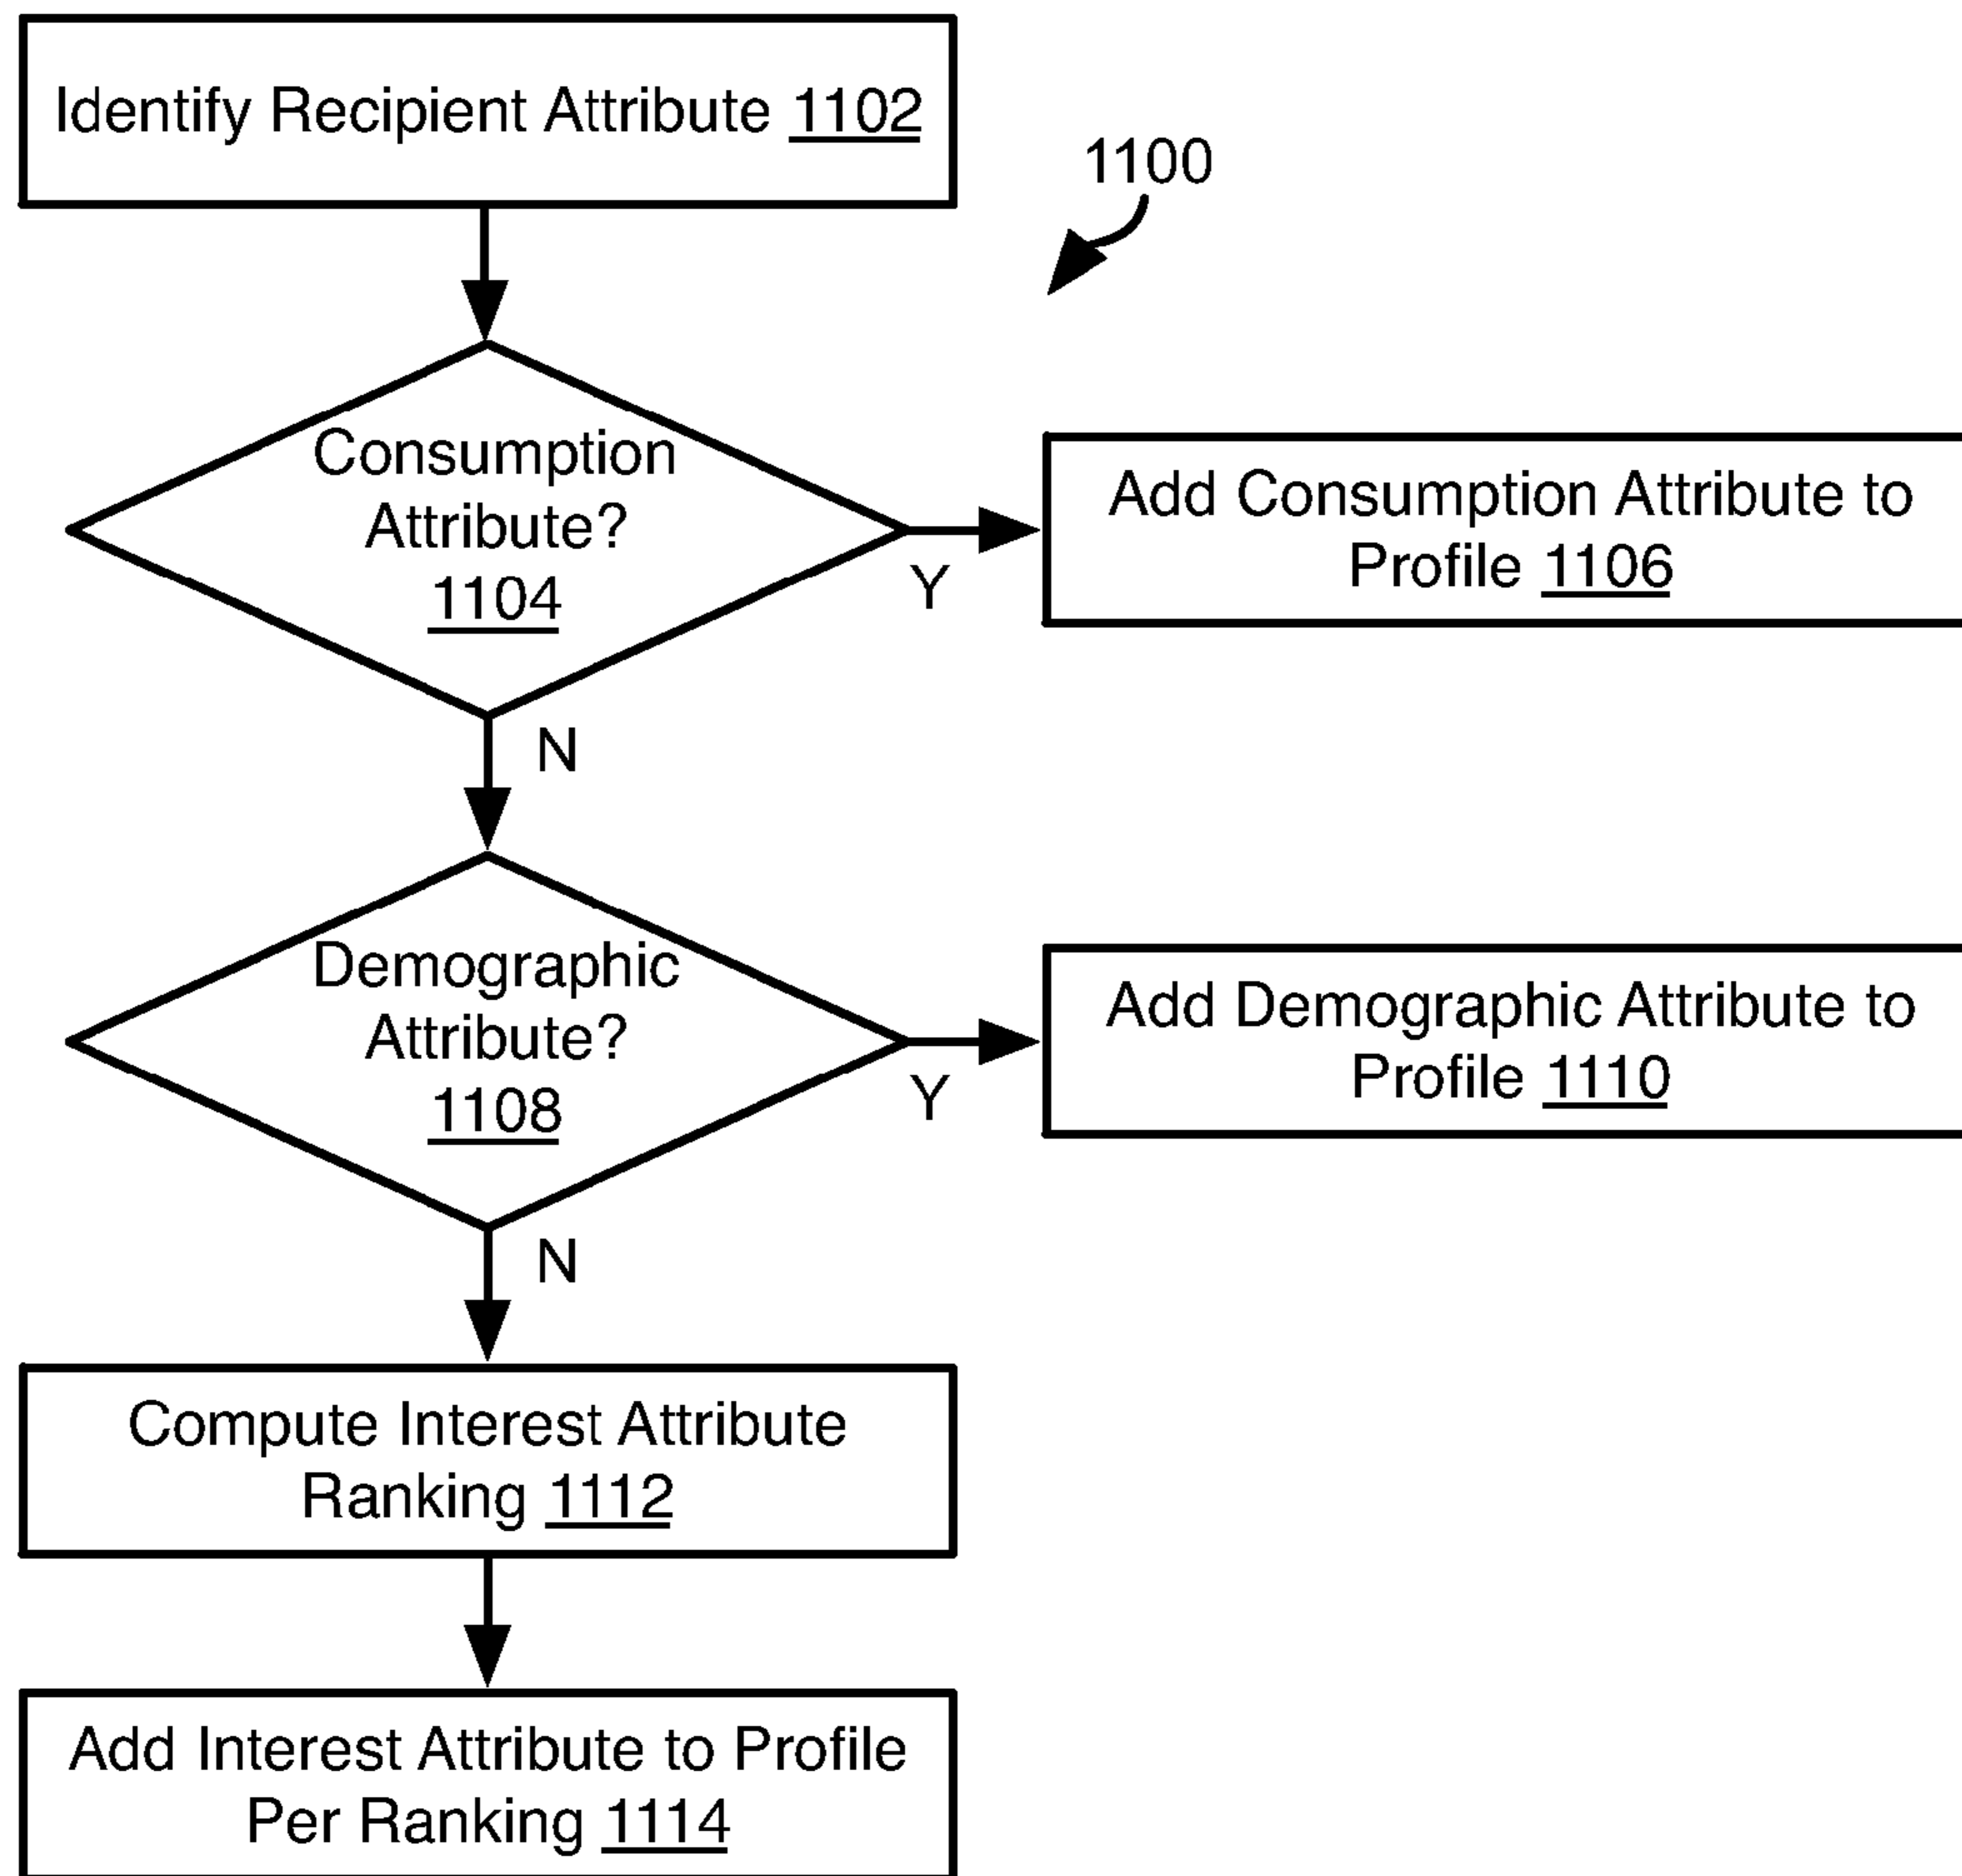 Identify Recipient Attribute 1102
1100
Consumption
Attribute?
1104
Y
Add Consumption Attribute to
Profile 1106
N
Demographic
Attribute?
1108
Y
Add Demographic Attribute to
Profile 1110
N
Compute Interest Attribute
Ranking 1112
Add Interest Attribute to Profile
Per Ranking 1114